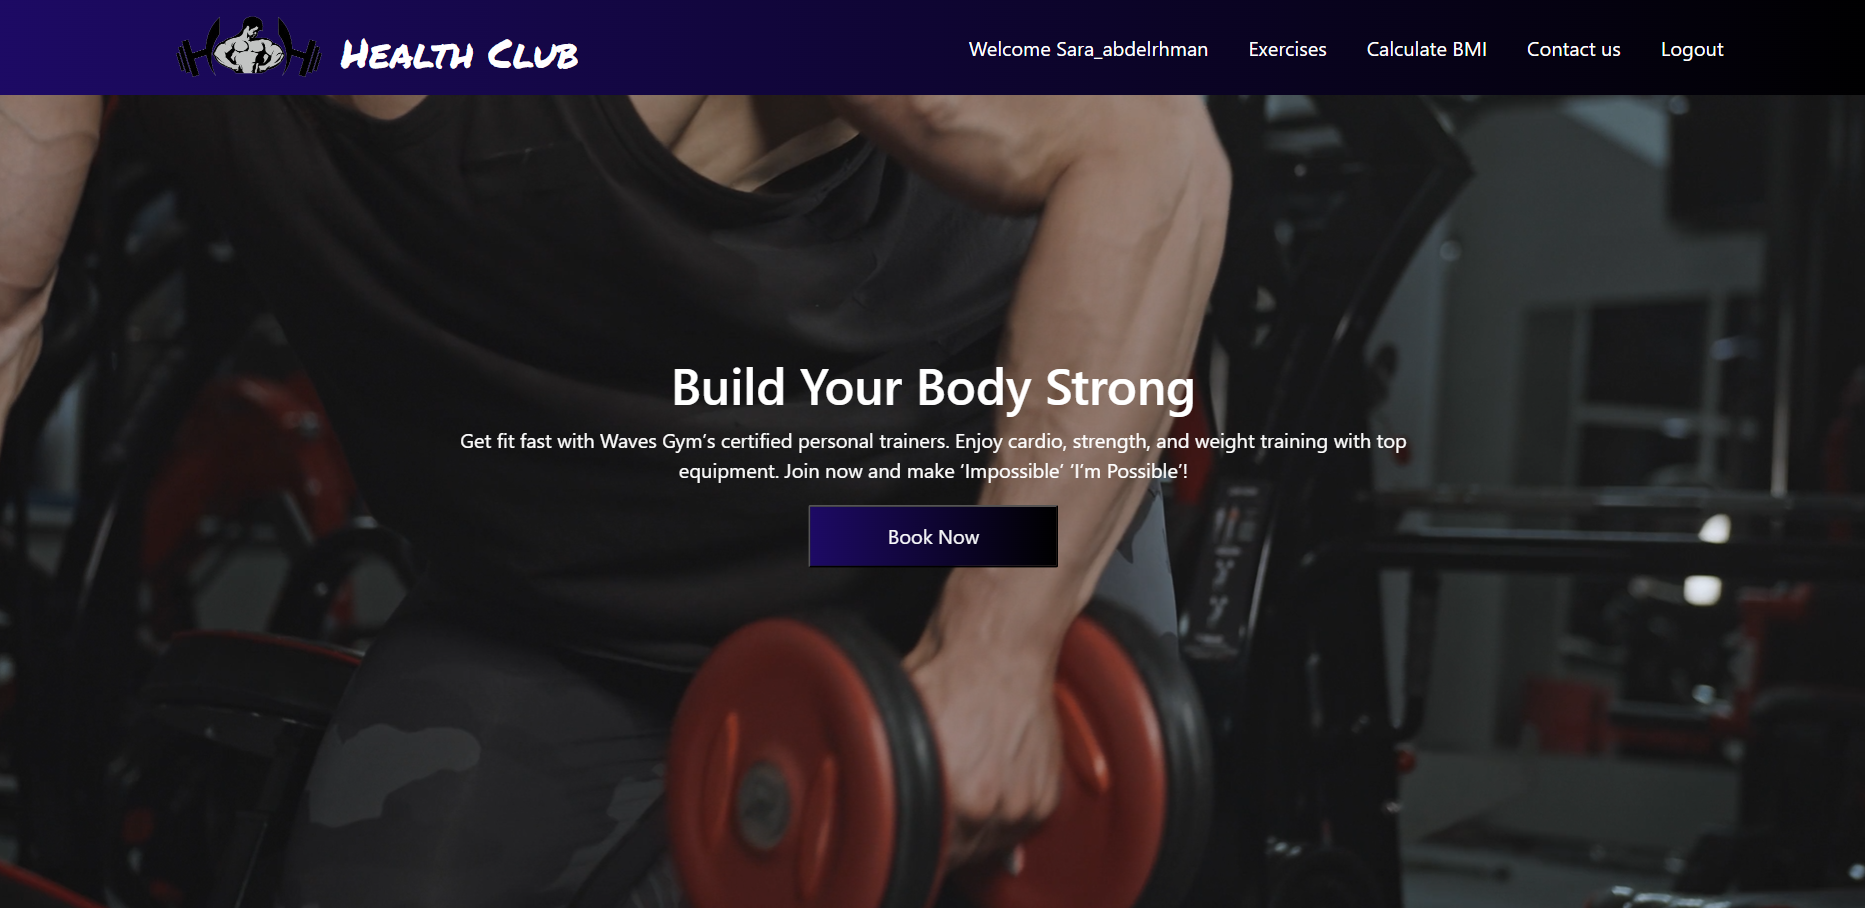 Health Club
Welcome Sara_abdelrhman
Exercises
Calculate BMI
Contact us
Logout
Build Your Body Strong
Get fit fast with Waves Gym’s certified personal trainers. Enjoy cardio, strength, and weight training with top
equipment. Join now and make ‘Impossible’ ‘I’m Possible’!
Book Now